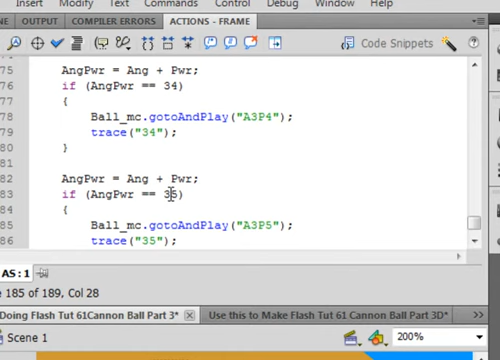 Insert Modify Text Commands Control Debug Window Help
OUTPUT COMPILER ERRORS ACTIONS - FRAME
Code Snippets
75 AngPwr = Ang + Pwr;
76 if (AngPwr == 34)
77 {
78 Ball_mc.gotoAndPlay("A3P4");
79 trace("34");
80 }
81
82 AngPwr = Ang + Pwr;
83 if (AngPwr == 35)
84 {
85 Ball_mc.gotoAndPlay("A3P5");
86 trace("35");
AS: 1
185 of 189, Col 28
Doing Flash Tut 61Cannon Ball Part 3* Use this to Make Flash Tut 61 Cannon Ball Part 3D*
Scene 1 200%